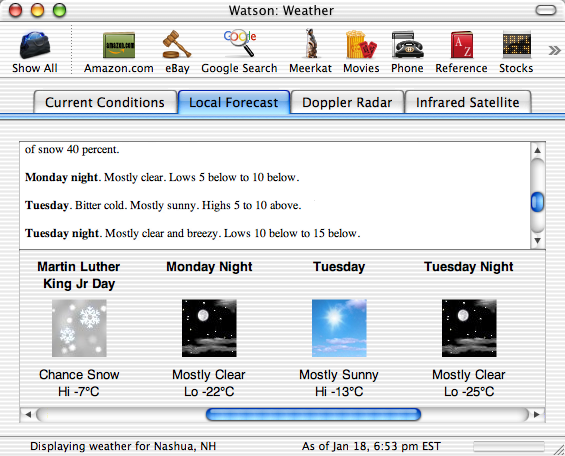 Watson: Weather
Show All
Amazon.com
eBay
Google Search
Meerkat
Movies
Phone
Reference
Stocks
Current Conditions
Local Forecast
Doppler Radar
Infrared Satellite
of snow 40 percent.
Monday night. Mostly clear. Lows 5 below to 10 below.
Tuesday. Bitter cold. Mostly sunny. Highs 5 to 10 above.
Tuesday night. Mostly clear and breezy. Lows 10 below to 15 below.
Martin Luther
King Jr Day
Monday Night
Tuesday
Tuesday Night
Chance Snow
Hi -7°C
Mostly Clear
Lo -22°C
Mostly Sunny
Hi -13°C
Mostly Clear
Lo -25°C
Displaying weather for Nashua, NH
As of Jan 18, 6:53 pm EST